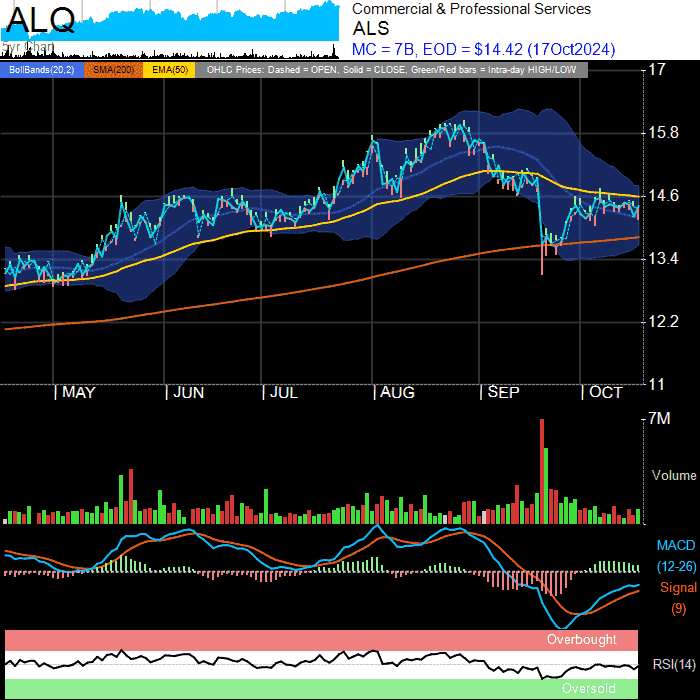 ALQ
5yr Chart
Commercial & Professional Services
ALS
MC = 7B, EOD = $14.42 (17Oct2024)
BollBands(20,2) SMA(200) EMA(50) OHLC Prices: Dashed = OPEN, Solid = CLOSE, Green/Red bars = Intra-day HIGH/LOW
17
15.8
14.6
13.4
12.2
11
MAY JUN JUL AUG SEP OCT
7M
Volume
MACD
(12-26)
Signal
(9)
Overbought
RSI(14)
Oversold